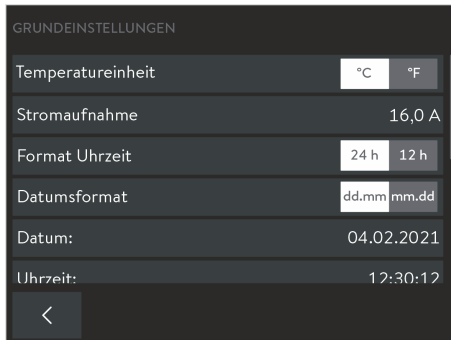 GRUNDEINSTELLUNGEN
Temperatureinheit °C °F
Stromaufnahme 16,0 A
Format Uhrzeit 24 h 12 h
Datumsformat dd.mm mm.dd
Datum: 04.02.2021
Uhrzeit: 12:30:12